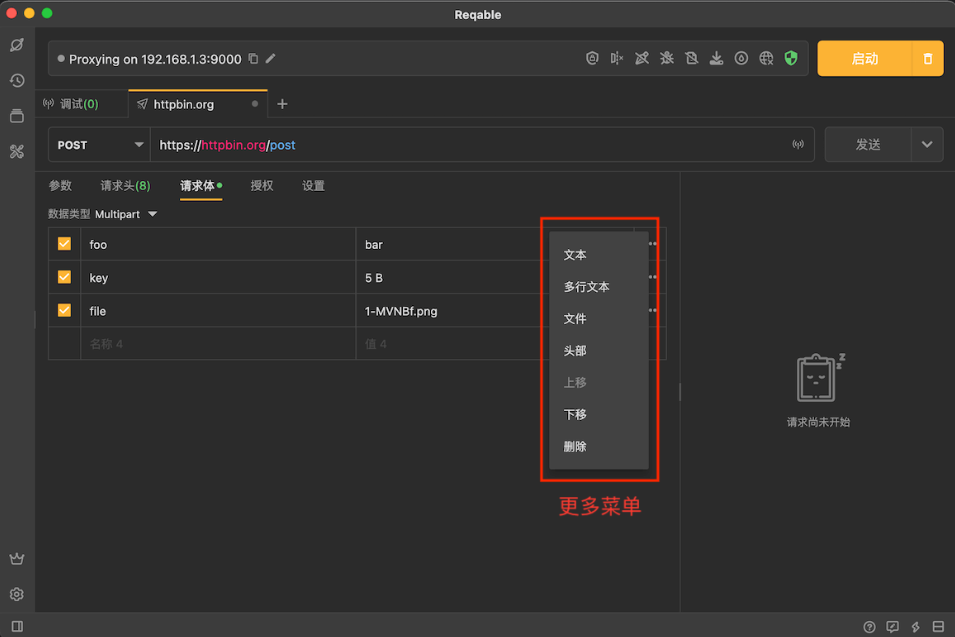 Reqable
Proxying on 192.168.1.3:9000
启动
调试(0)
httpbin.org
POST
https://httpbin.org/post
发送
参数
请求头(8)
请求体
授权
设置
数据类型 Multipart
foo
bar
key
5 B
file
1-MVNBf.png
名称 4
值 4
文本
多行文本
文件
头部
上移
下移
删除
更多菜单
z
z
请求尚未开始